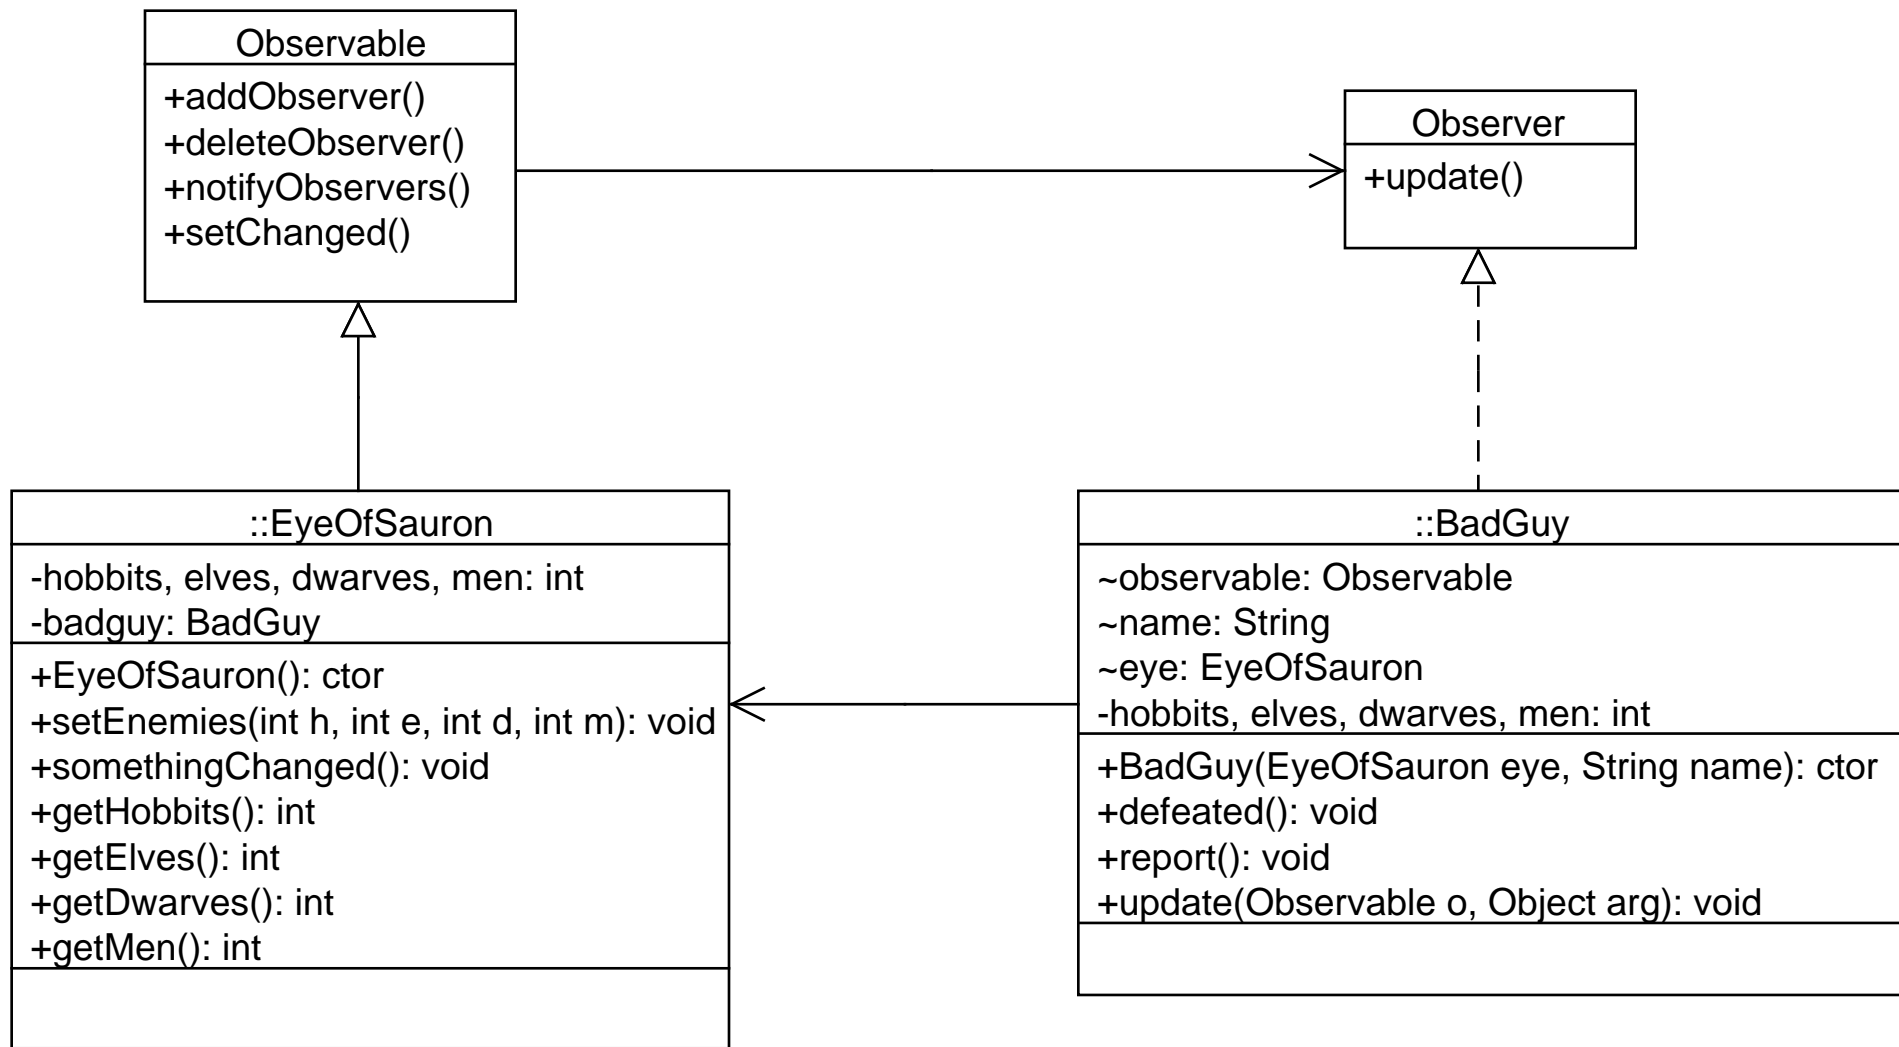 Observable
+addObserver()
+deleteObserver()
+notifyObservers()
+setChanged()
Observer
+update()
::EyeOfSauron
-hobbits, elves, dwarves, men: int
-badguy: BadGuy
+EyeOfSauron(): ctor
+setEnemies(int h, int e, int d, int m): void
+somethingChanged(): void
+getHobbits(): int
+getElves(): int
+getDwarves(): int
+getMen(): int
::BadGuy
~observable: Observable
~name: String
~eye: EyeOfSauron
-hobbits, elves, dwarves, men: int
+BadGuy(EyeOfSauron eye, String name): ctor
+defeated(): void
+report(): void
+update(Observable o, Object arg): void